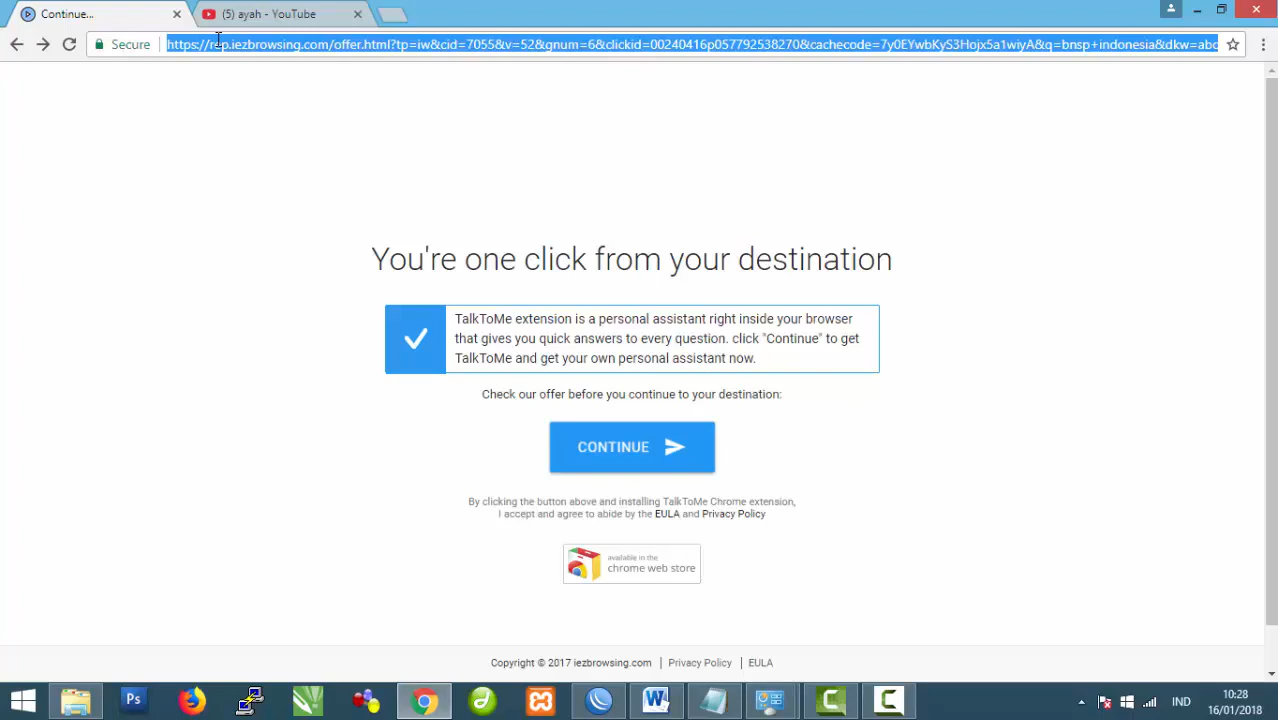 Continue...
(5) ayah - YouTube
Secure
https://rep.iezbrowsing.com/offer.html?tp=iw&cid=7055&v=52&gnum=6&clickid=00240416p057792538270&cachecode=7y0EYwbKyS3Hojx5a1wiyA&q=bnsp+indonesia&dkw=abc
You're one click from your destination
TalkToMe extension is a personal assistant right inside your browser
that gives you quick answers to every question. click "Continue" to get
TalkToMe and get your own personal assistant now.
Check our offer before you continue to your destination:
CONTINUE
By clicking the button above and installing TalkToMe Chrome extension,
I accept and agree to abide by the EULA and Privacy Policy
available in the
chrome web store
Copyright © 2017 iezbrowsing.com | Privacy Policy | EULA
Ps
W
IND
10:28
16/01/2018